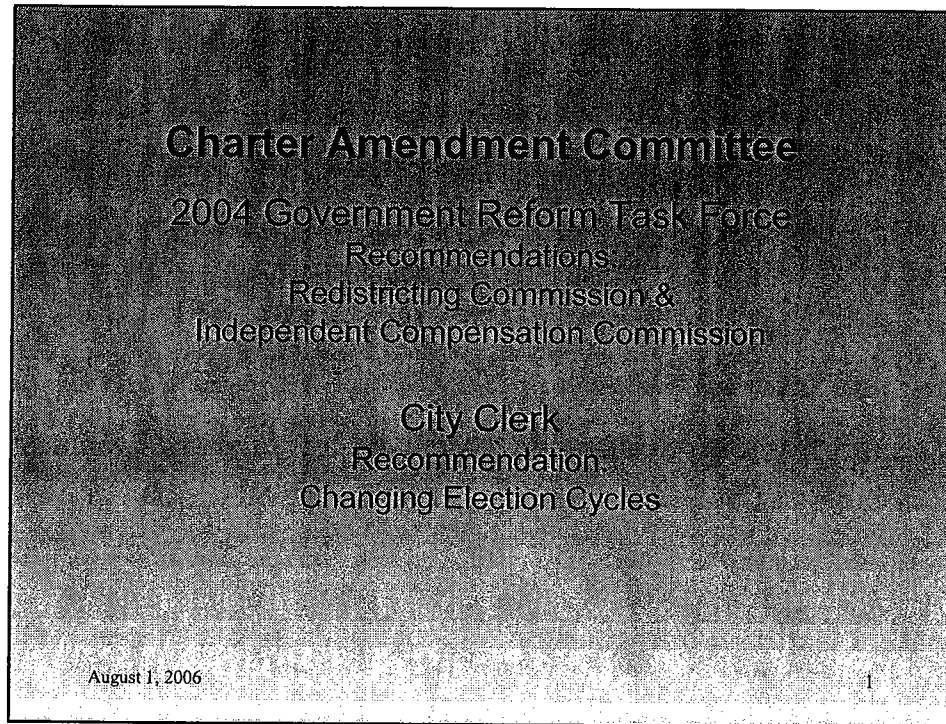 Charter Amendment Committee
2004 Government Reform Task Force
Recommendations:
Redistricting Commission &
Independent Compensation Commission
City Clerk
Recommendation:
Changing Election Cycles
August 1, 2006
1